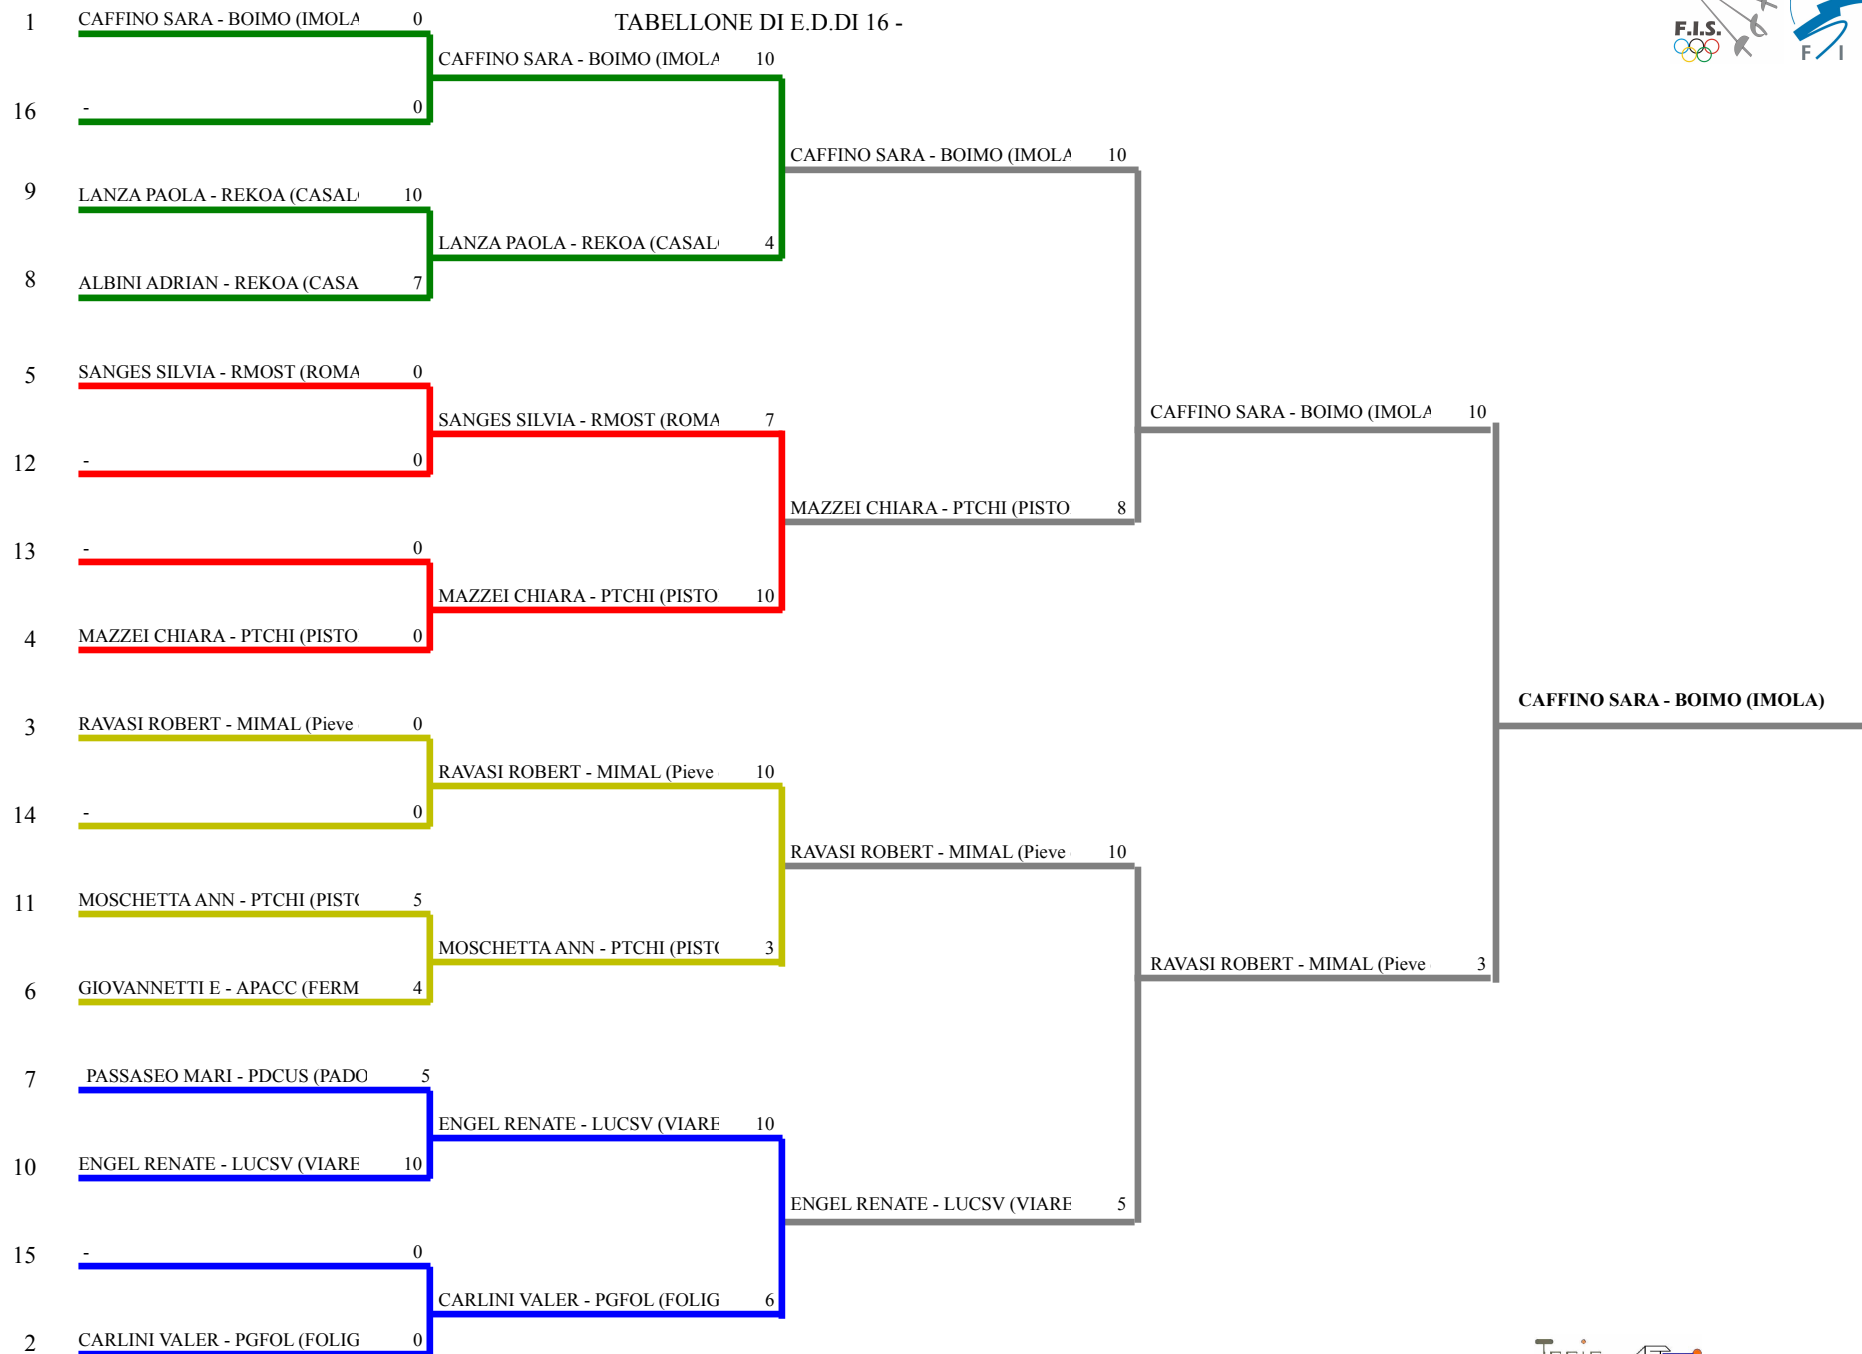 TABELLONE DI E.D.DI 16 -
F.I.S.
F I
1 CAFFINO SARA - BOIMO (IMOLA 0
CAFFINO SARA - BOIMO (IMOLA 10
16 - 0
CAFFINO SARA - BOIMO (IMOLA 10
9 LANZA PAOLA - REKOA (CASAL 10
LANZA PAOLA - REKOA (CASAL 4
8 ALBINI ADRIAN - REKOA (CASA 7
5 SANGES SILVIA - RMOST (ROMA 0
CAFFINO SARA - BOIMO (IMOLA 10
SANGES SILVIA - RMOST (ROMA 7
12 - 0
MAZZEI CHIARA - PTCHI (PISTO 8
13 - 0
MAZZEI CHIARA - PTCHI (PISTO 10
4 MAZZEI CHIARA - PTCHI (PISTO 0
CAFFINO SARA - BOIMO (IMOLA)
3 RAVASI ROBERT - MIMAL (Pieve 0
RAVASI ROBERT - MIMAL (Pieve 10
14 - 0
RAVASI ROBERT - MIMAL (Pieve 10
11 MOSCHETTA ANN - PTCHI (PIST 5
MOSCHETTA ANN - PTCHI (PIST 3
RAVASI ROBERT - MIMAL (Pieve 3
6 GIOVANNETTI E - APACC (FERM 4
7 PASSASEO MARI - PDCUS (PADO 5
ENGEL RENATE - LUCSV (VIARE 10
10 ENGEL RENATE - LUCSV (VIARE 10
ENGEL RENATE - LUCSV (VIARE 5
15 - 0
CARLINI VALER - PGFOL (FOLIG 6
2 CARLINI VALER - PGFOL (FOLIG 0